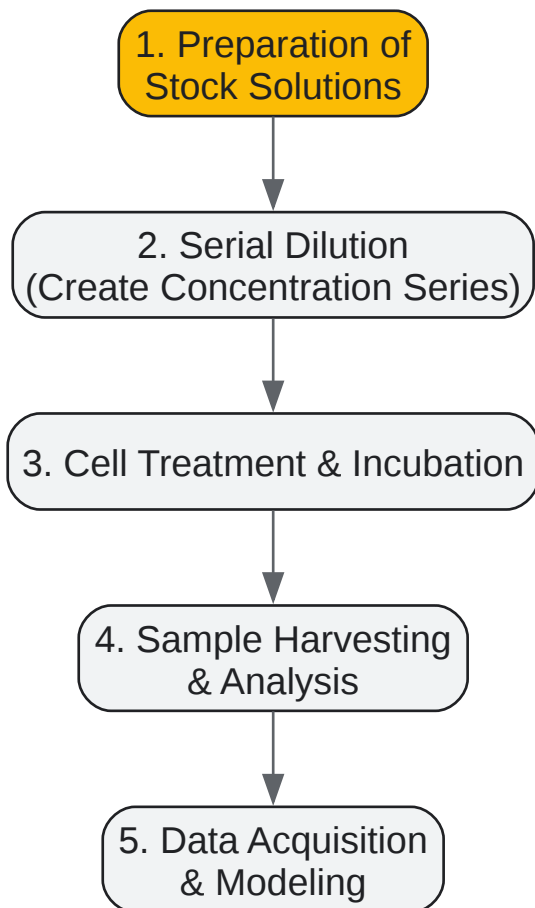 1. Preparation of
Stock Solutions
2. Serial Dilution
(Create Concentration Series)
3. Cell Treatment & Incubation
4. Sample Harvesting
& Analysis
5. Data Acquisition
& Modeling